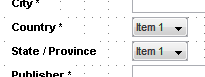 City *
Country * Item 1
State / Province Item 1
Publisher *